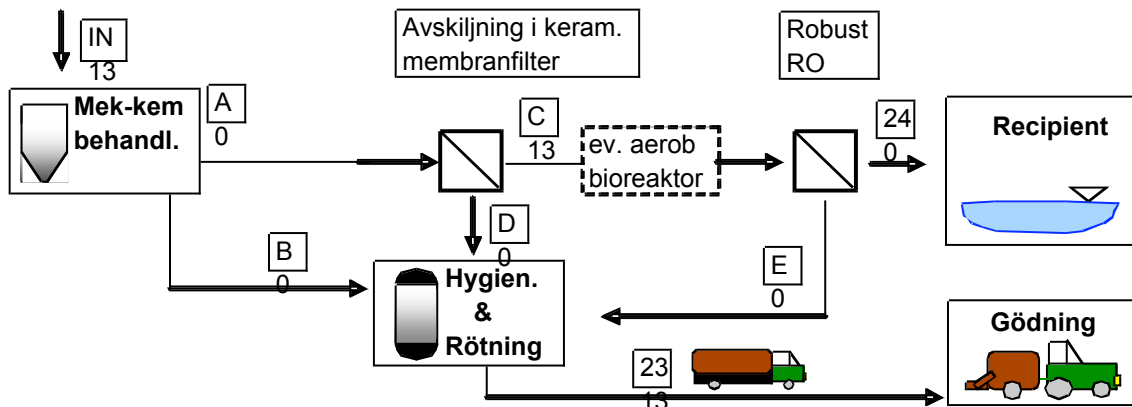 IN
13
Avskiljning i keram.
membranfilter
Robust
RO
Mek-kem
behandl.
A
0
C
13
ev. aerob
bioreaktor
24
0
Recipient
B
0
D
0
Hygien.
&
Rötning
E
0
Gödning
23
13